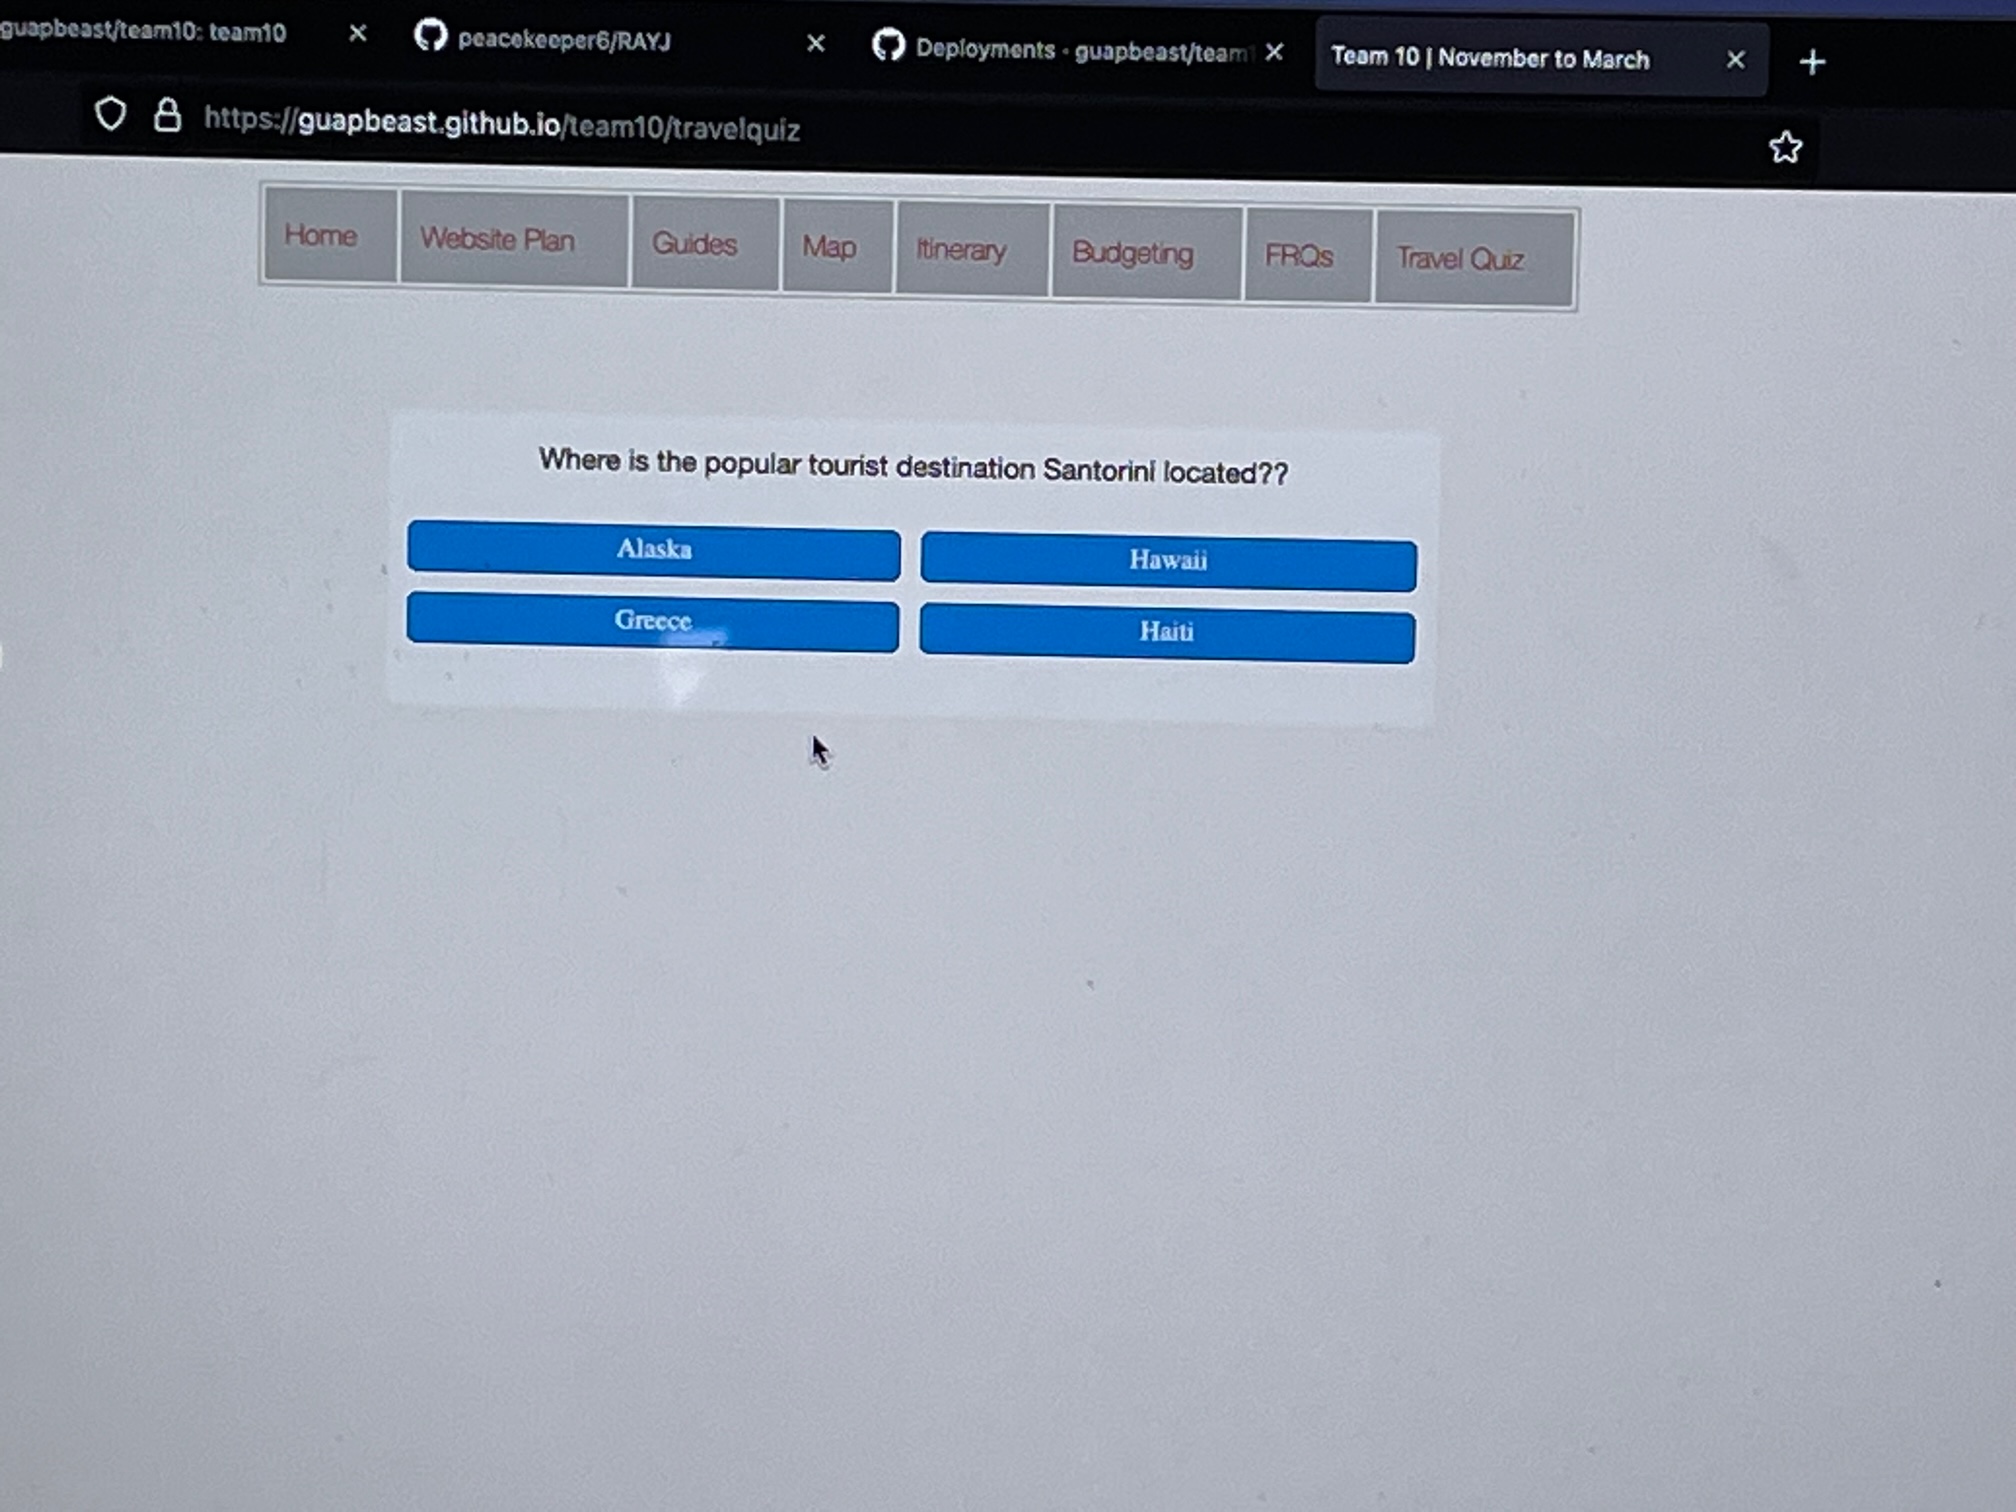 guapbeast/team10: team10
peacekeeper6/RAYJ
Deployments · guapbeast/team1
Team 10 | November to March
https://guapbeast.github.io/team10/travelquiz
Home Website Plan Guides Map Itinerary Budgeting FRQs Travel Quiz
Where is the popular tourist destination Santorini located??
Alaska Hawaii
Greece Haiti